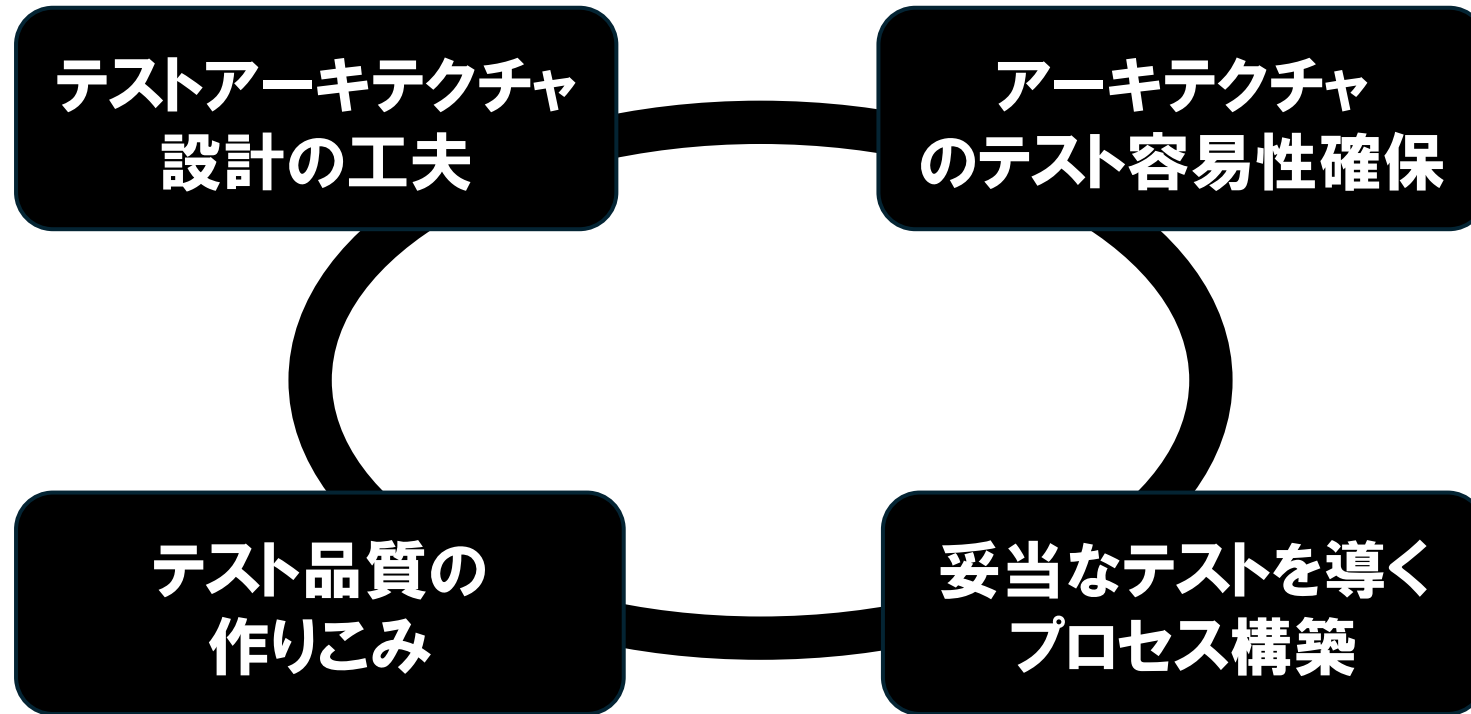 テストアーキテクチャ
設計の工夫
アーキテクチャ
のテスト容易性確保
テスト品質の
作りこみ
妥当なテストを導く
プロセス構築